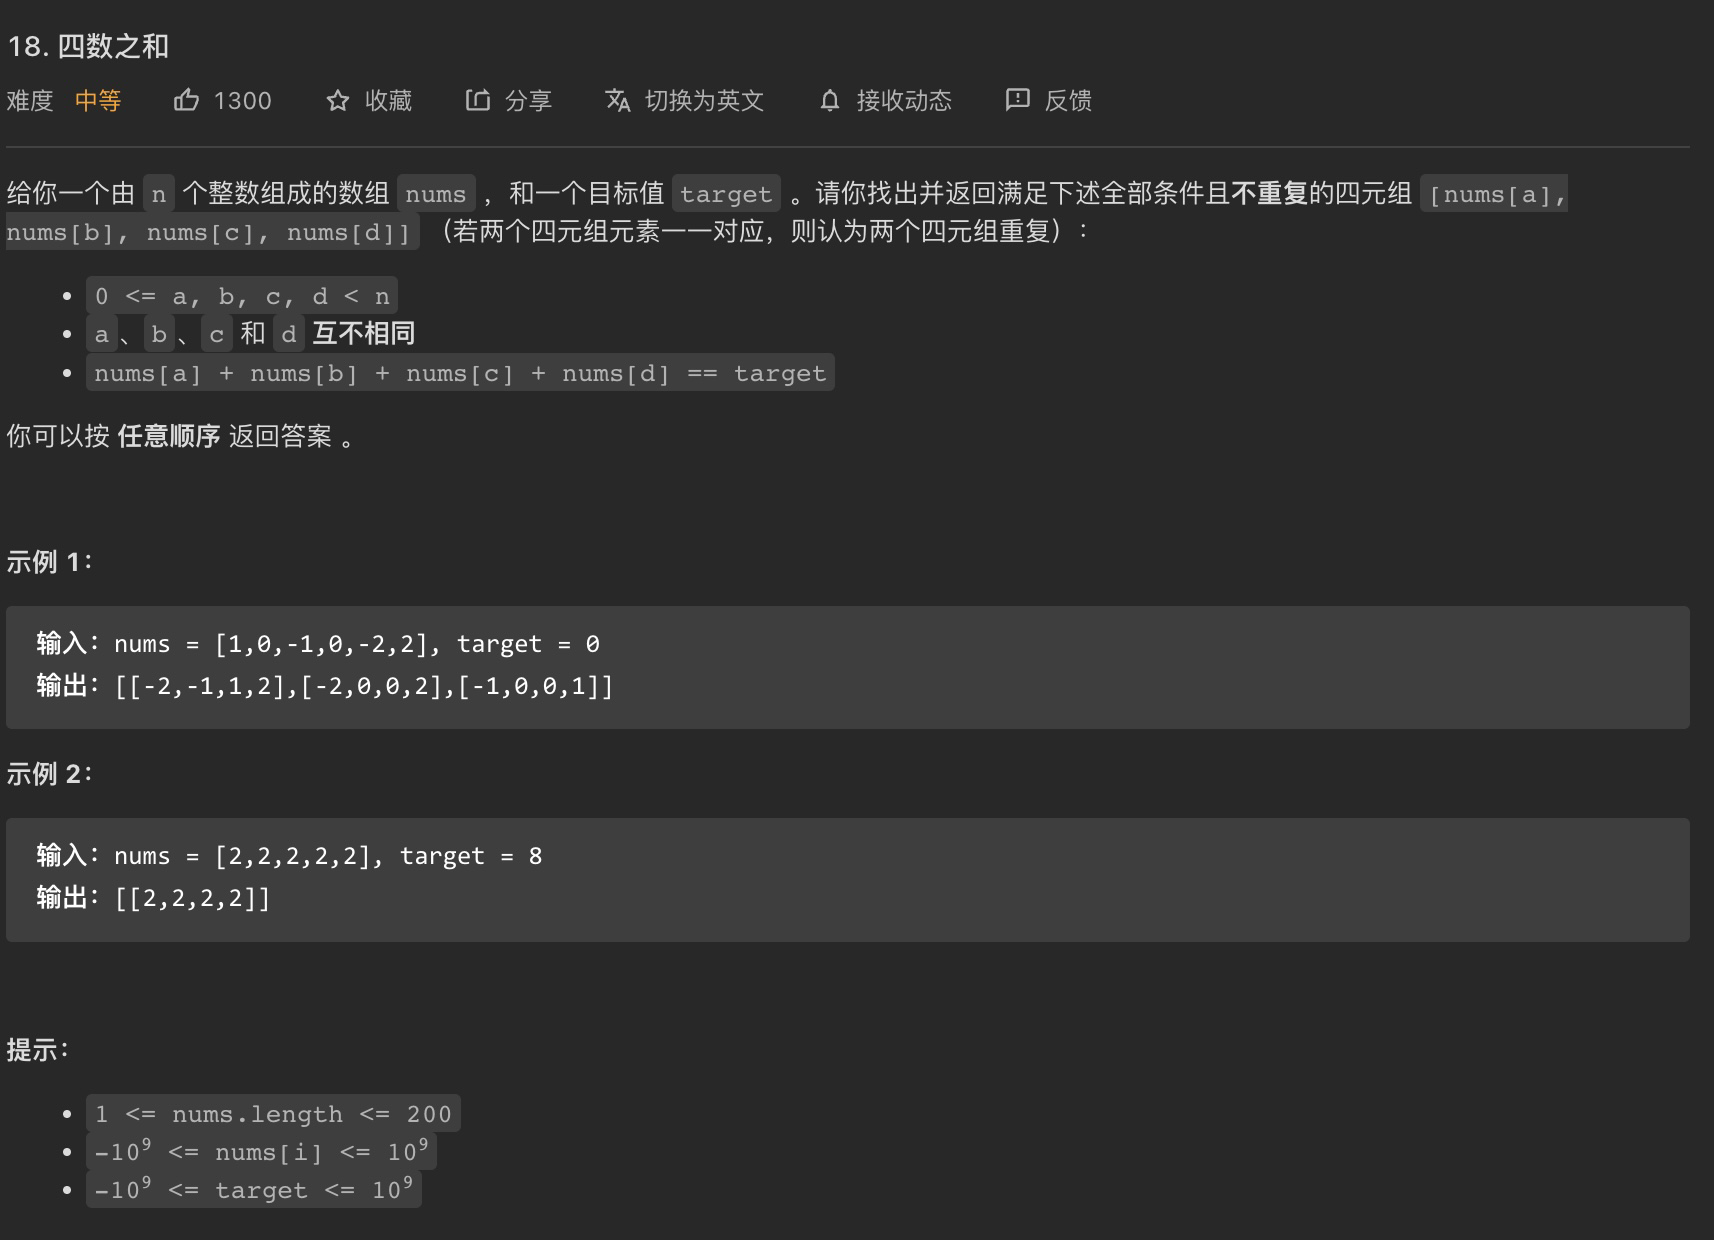 18. 四数之和
难度 中等 1300 收藏 分享 切换为英文 接收动态 反馈
给你一个由 n 个整数组成的数组 nums ，和一个目标值 target 。请你找出并返回满足下述全部条件且不重复的四元组 [nums[a],
nums[b], nums[c], nums[d]] （若两个四元组元素一一对应，则认为两个四元组重复）：
• 0 <= a, b, c, d < n
• a、b、c 和 d 互不相同
• nums[a] + nums[b] + nums[c] + nums[d] == target
你可以按 任意顺序 返回答案 。
示例 1：
输入：nums = [1,0,-1,0,-2,2], target = 0
输出：[[-2,-1,1,2],[-2,0,0,2],[-1,0,0,1]]
示例 2：
输入：nums = [2,2,2,2,2], target = 8
输出：[[2,2,2,2]]
提示：
• 1 <= nums.length <= 200
• -10⁹ <= nums[i] <= 10⁹
• -10⁹ <= target <= 10⁹